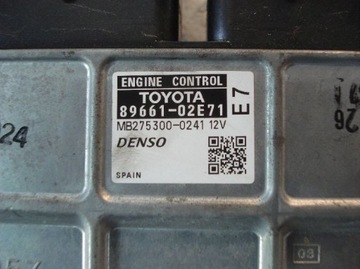 ENGINE CONTROL
TOYOTA
89661-02E71
E7
MB275300-0241 12V
DENSO
SPAIN
24
26
03